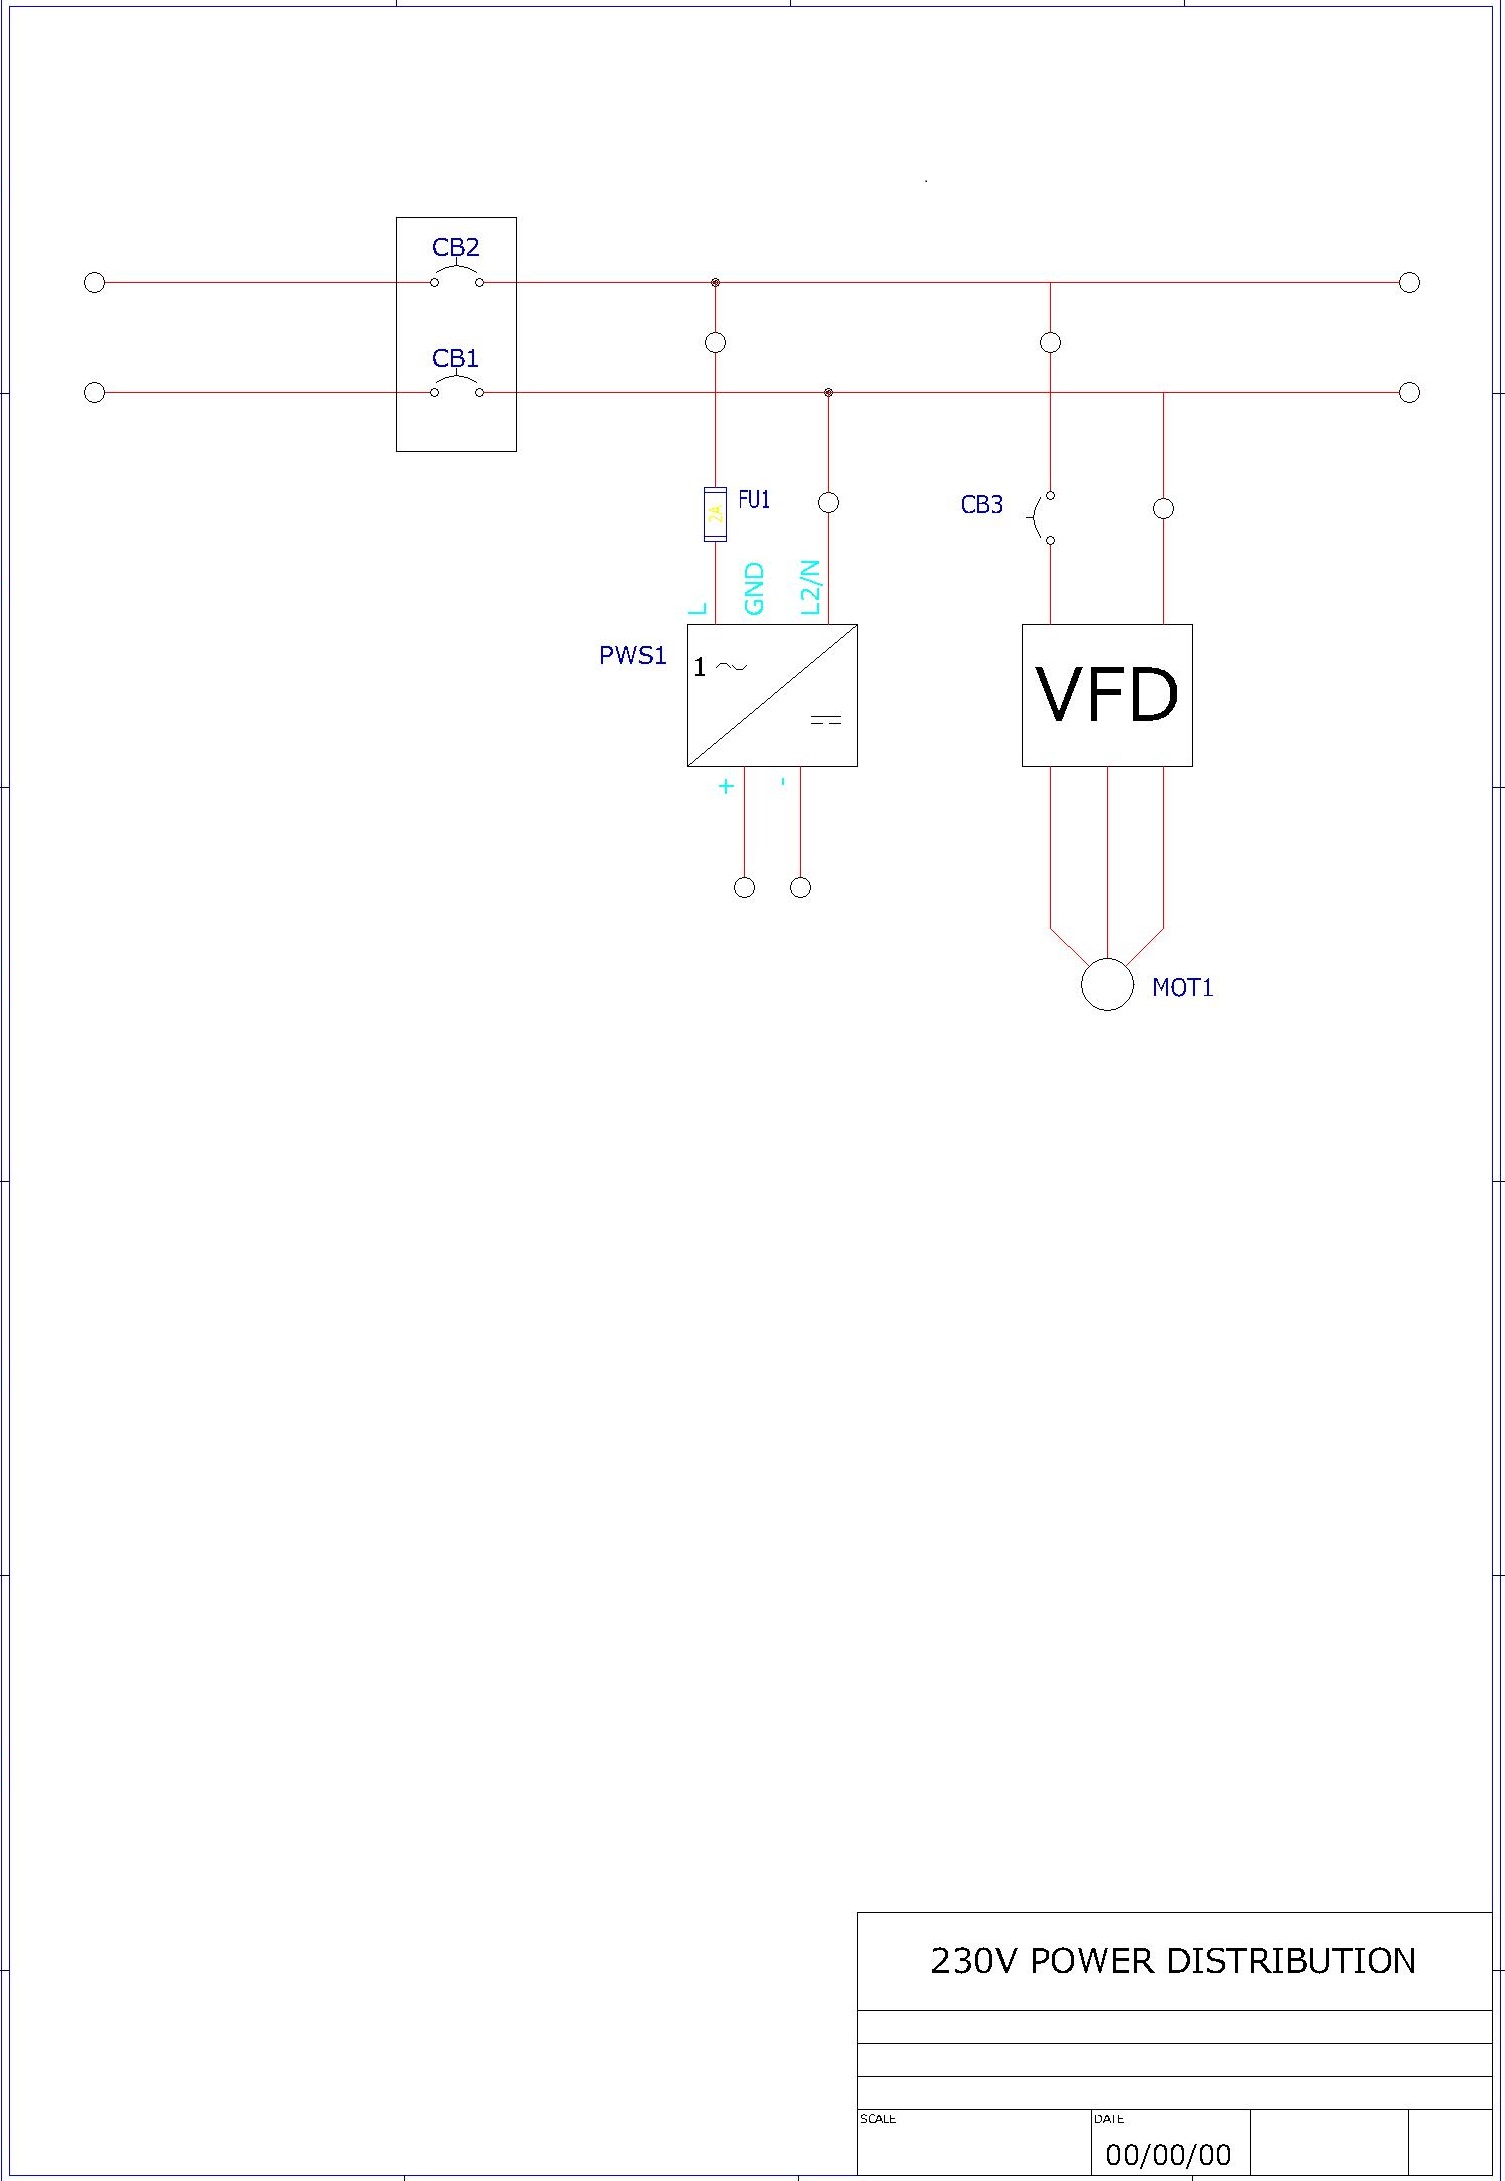 CB2
CB1
FU1
2A
CB3
L
GND
L2/N
PWS1
1
VFD
+
-
MOT1
230V POWER DISTRIBUTION
SCALE
DATE
00/00/00